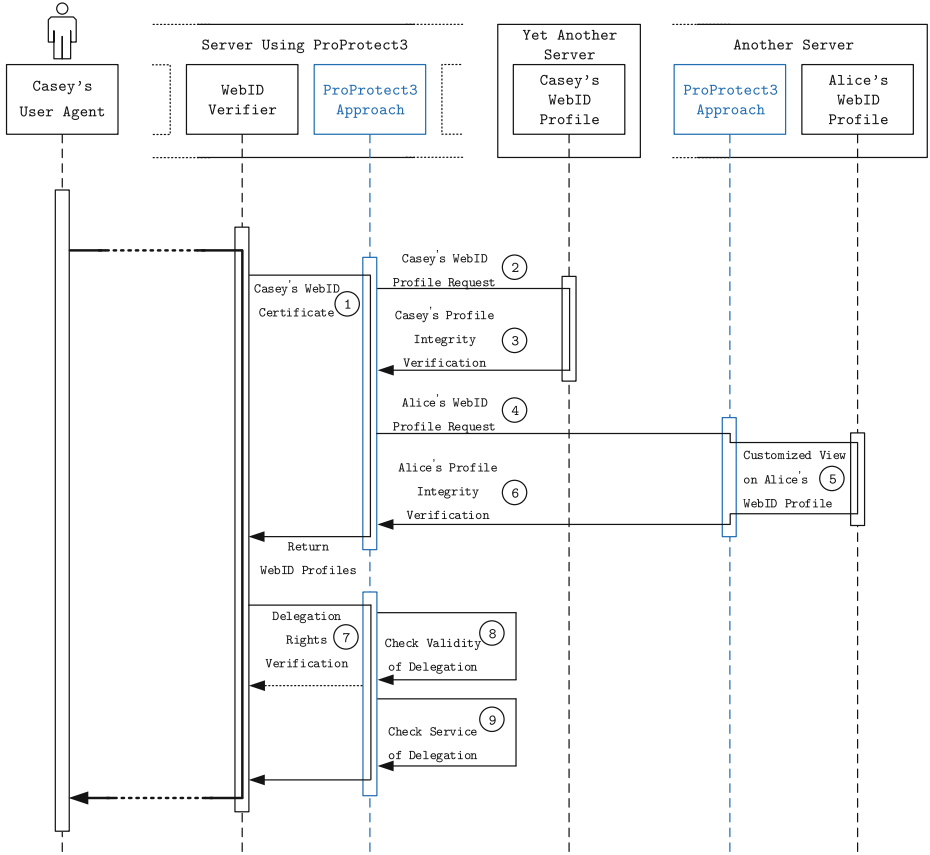 Server Using ProProtect3
Yet Another
Server
Another Server
Casey's
User Agent
WebID
Verifier
ProProtect3
Approach
Casey's
WebID
Profile
ProProtect3
Approach
Alice's
WebID
Profile
Casey's WebID
Certificate
1
Casey's WebID
Profile Request
2
Casey's Profile
Integrity
Verification
3
Alice's WebID
Profile Request
4
Customized View
on Alice's
WebID Profile
5
Alice's Profile
Integrity
Verification
6
Return
WebID Profiles
Delegation
Rights
Verification
7
Check Validity
of Delegation
8
Check Service
of Delegation
9